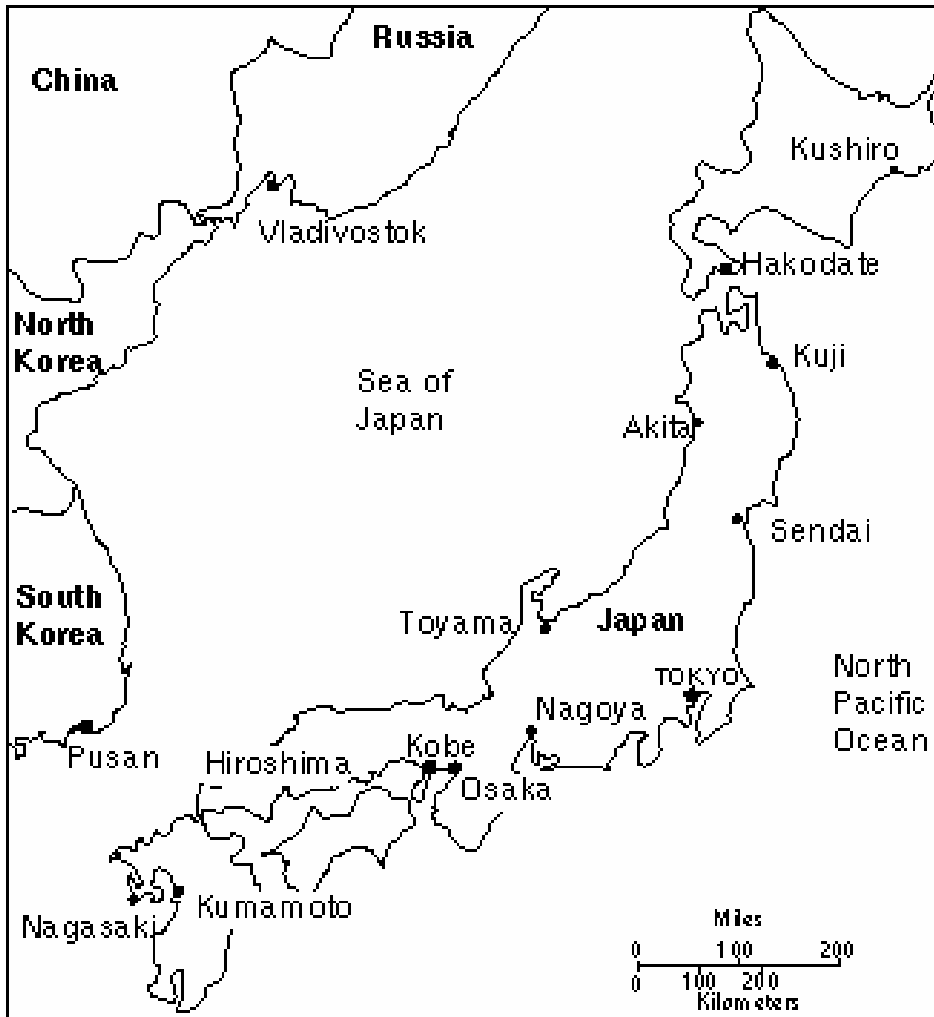 Russia
China
Kushiro
Vladivostok
Hakodate
North
Korea
Kuji
Sea of
Japan
Akita
Sendai
South
Korea
Toyama
Japan
North
Pacific
Ocean
TOKYO
Nagoya
Pusan
Hiroshima
Kobe
Osaka
Kumamoto
Nagasaki
Miles
0 100 200
0 100 200
Kilometers